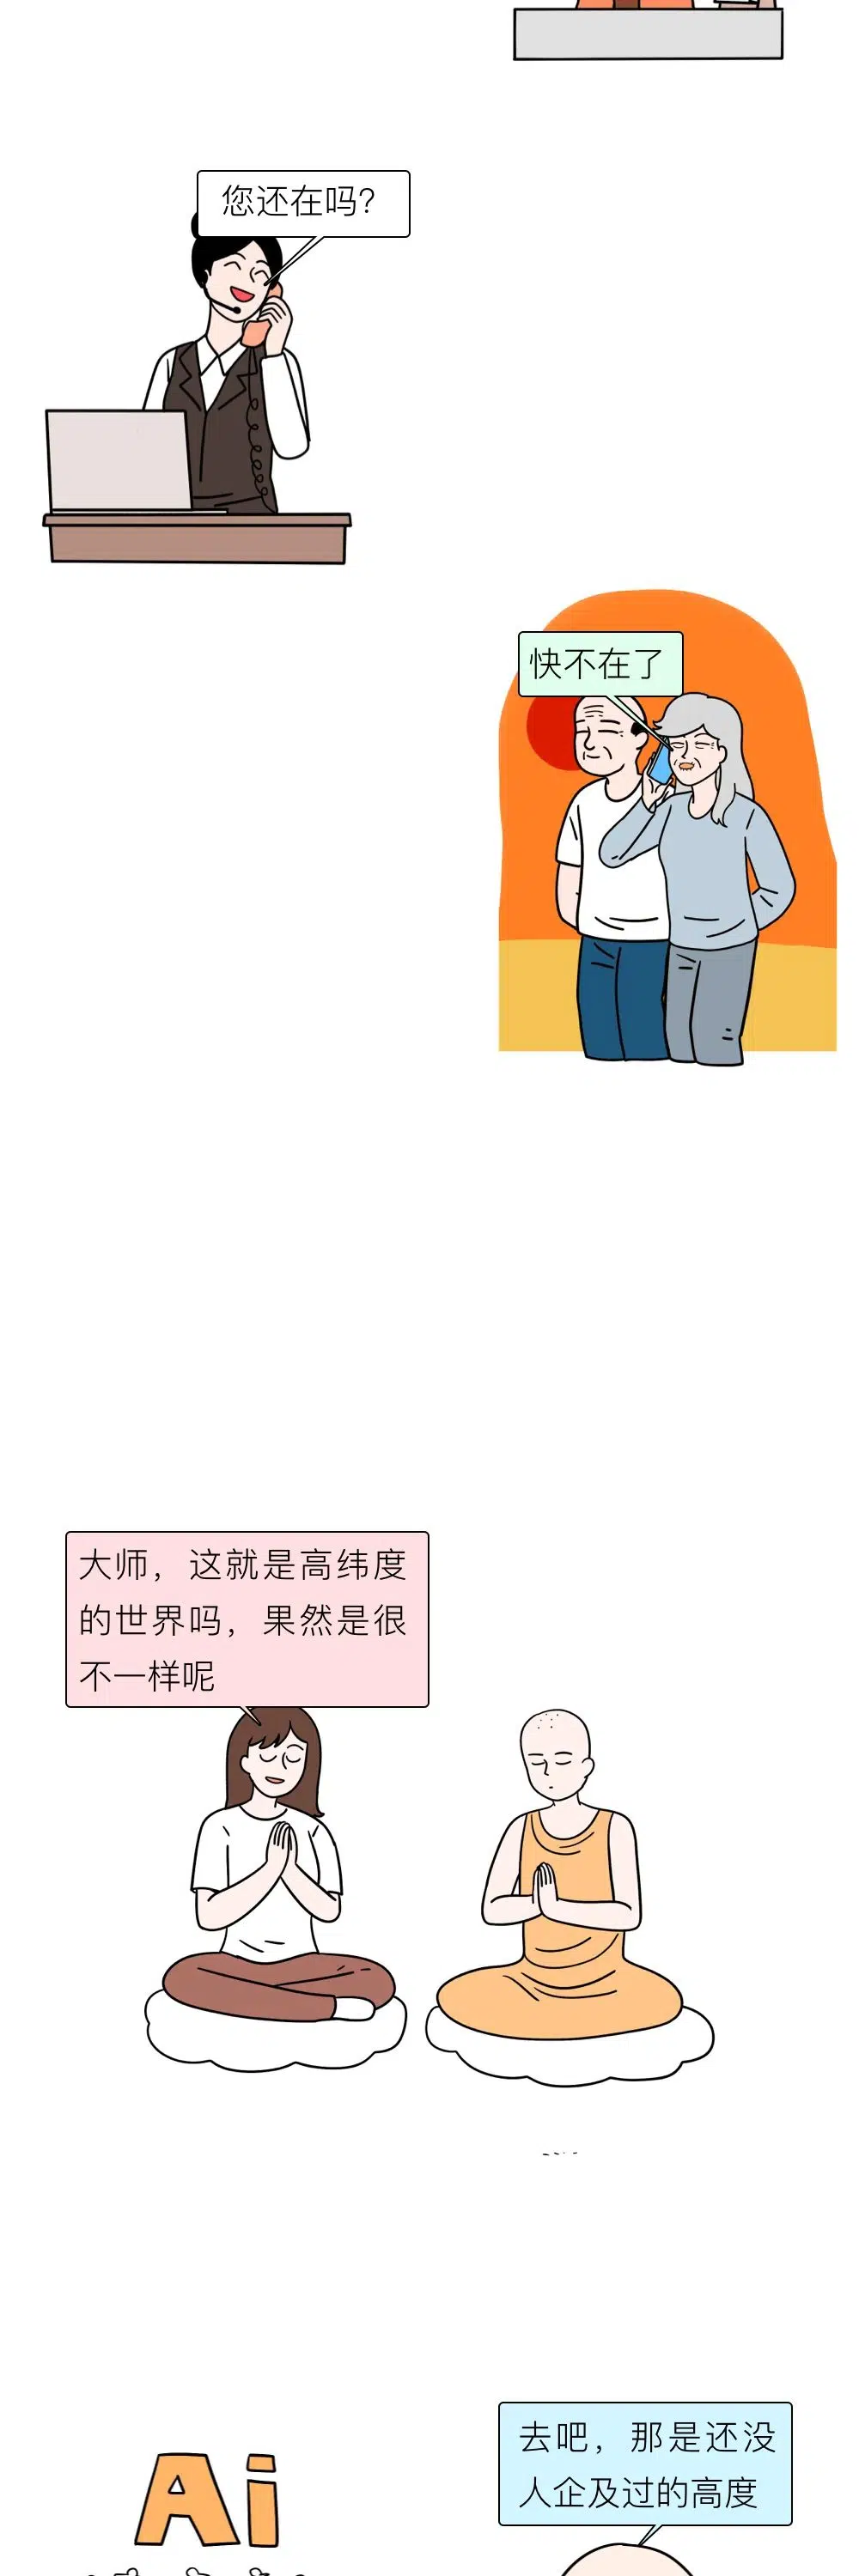 您还在吗？
快不在了
大师，这就是高纬度
的世界吗，果然是很
不一样呢
去吧，那是还没
人企及过的高度
Ai